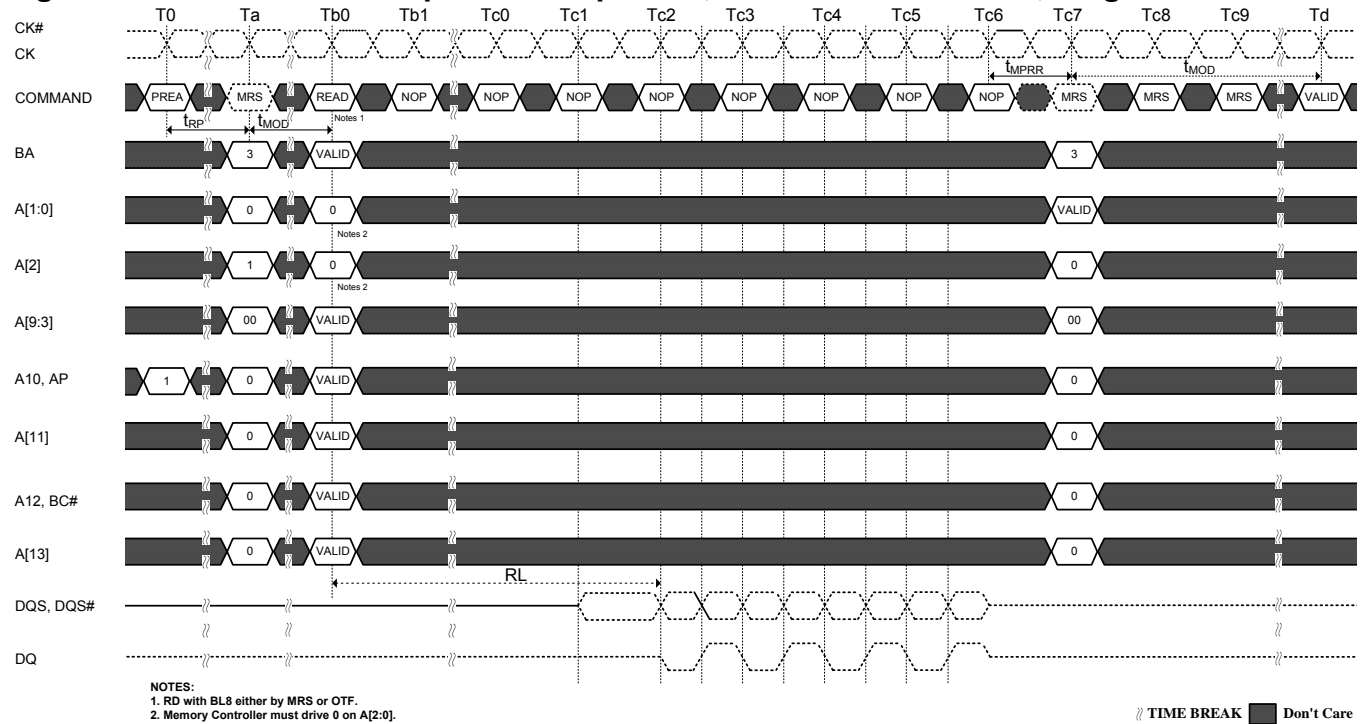 T0 Ta Tb0 Tb1 Tc0 Tc1 Tc2 Tc3 Tc4 Tc5 Tc6 Tc7 Tc8 Tc9 Td
CK#
CK
tMPRR tMOD
COMMAND PREA MRS READ NOP NOP NOP NOP NOP NOP NOP NOP MRS MRS MRS VALID
Notes 1
tRP tMOD
BA 3 VALID 3
A[1:0] 0 0 VALID
Notes 2
A[2] 1 0 0
Notes 2
A[9:3] 00 VALID 00
A10, AP 1 0 VALID 0
A[11] 0 VALID 0
A12, BC# 0 VALID 0
A[13] 0 VALID 0
RL
DQS, DQS#
DQ
NOTES:
1. RD with BL8 either by MRS or OTF.
2. Memory Controller must drive 0 on A[2:0].
TIME BREAK Don't Care